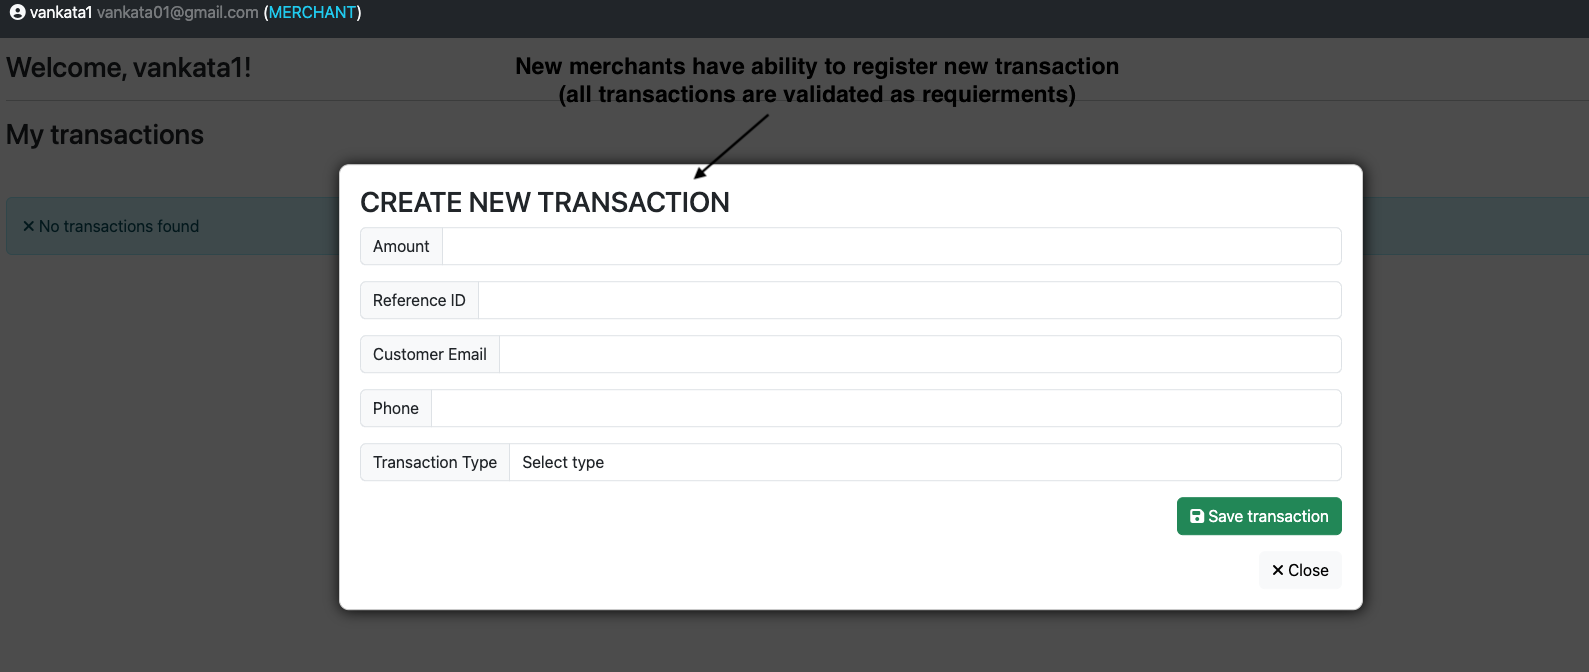 vankata1 vankata01@gmail.com (MERCHANT)
Welcome, vankata1!
New merchants have ability to register new transaction
(all transactions are validated as requierments)
My transactions
No transactions found
CREATE NEW TRANSACTION
Amount
Reference ID
Customer Email
Phone
Transaction Type Select type
Save transaction
Close